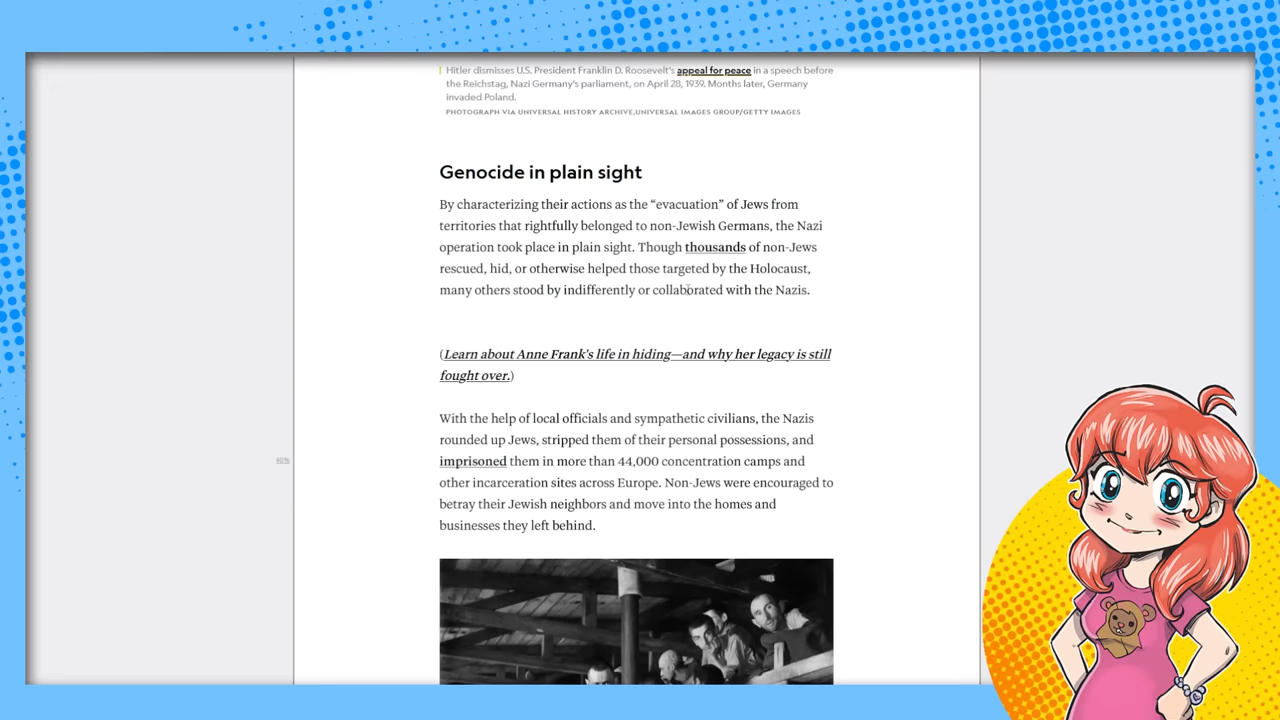 Hitler dismisses U.S. President Franklin D. Roosevelt's appeal for peace in a speech before
the Reichstag, Nazi Germany's parliament, on April 28, 1939. Months later, Germany
invaded Poland.
PHOTOGRAPH VIA UNIVERSAL HISTORY ARCHIVE,UNIVERSAL IMAGES GROUP/GETTY IMAGES
Genocide in plain sight
By characterizing their actions as the “evacuation” of Jews from
territories that rightfully belonged to non-Jewish Germans, the Nazi
operation took place in plain sight. Though thousands of non-Jews
rescued, hid, or otherwise helped those targeted by the Holocaust,
many others stood by indifferently or collaborated with the Nazis.
(Learn about Anne Frank’s life in hiding—and why her legacy is still
fought over.)
With the help of local officials and sympathetic civilians, the Nazis
rounded up Jews, stripped them of their personal possessions, and
imprisoned them in more than 44,000 concentration camps and
other incarceration sites across Europe. Non-Jews were encouraged to
betray their Jewish neighbors and move into the homes and
businesses they left behind.